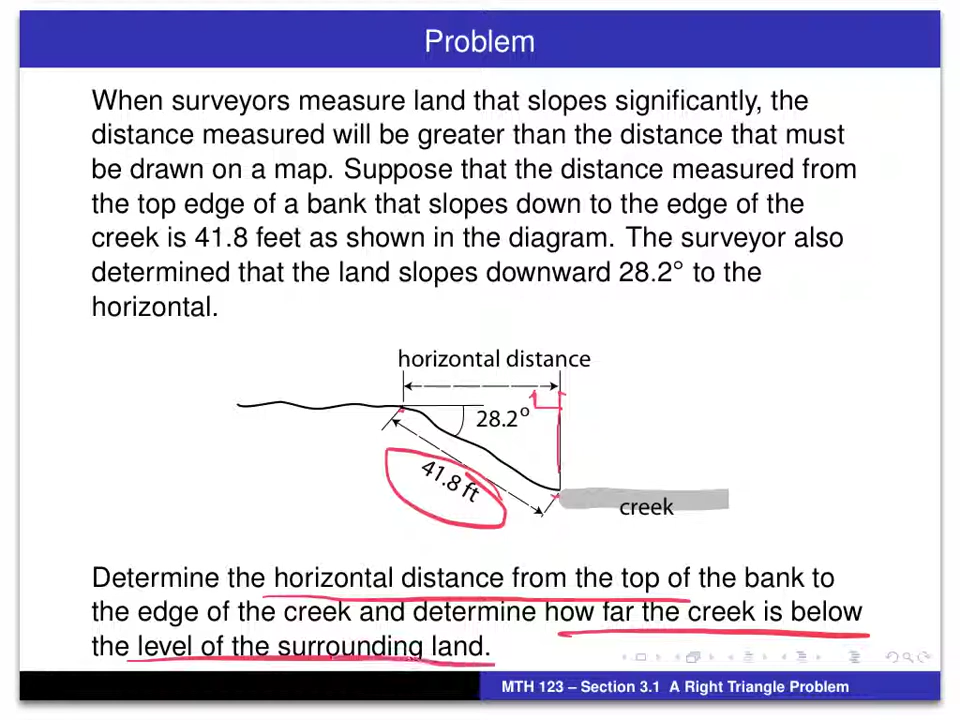 Problem
When surveyors measure land that slopes significantly, the
distance measured will be greater than the distance that must
be drawn on a map. Suppose that the distance measured from
the top edge of a bank that slopes down to the edge of the
creek is 41.8 feet as shown in the diagram. The surveyor also
determined that the land slopes downward 28.2° to the
horizontal.
horizontal distance
28.2°
41.8 ft
creek
Determine the horizontal distance from the top of the bank to
the edge of the creek and determine how far the creek is below
the level of the surrounding land.
MTH 123 – Section 3.1 A Right Triangle Problem